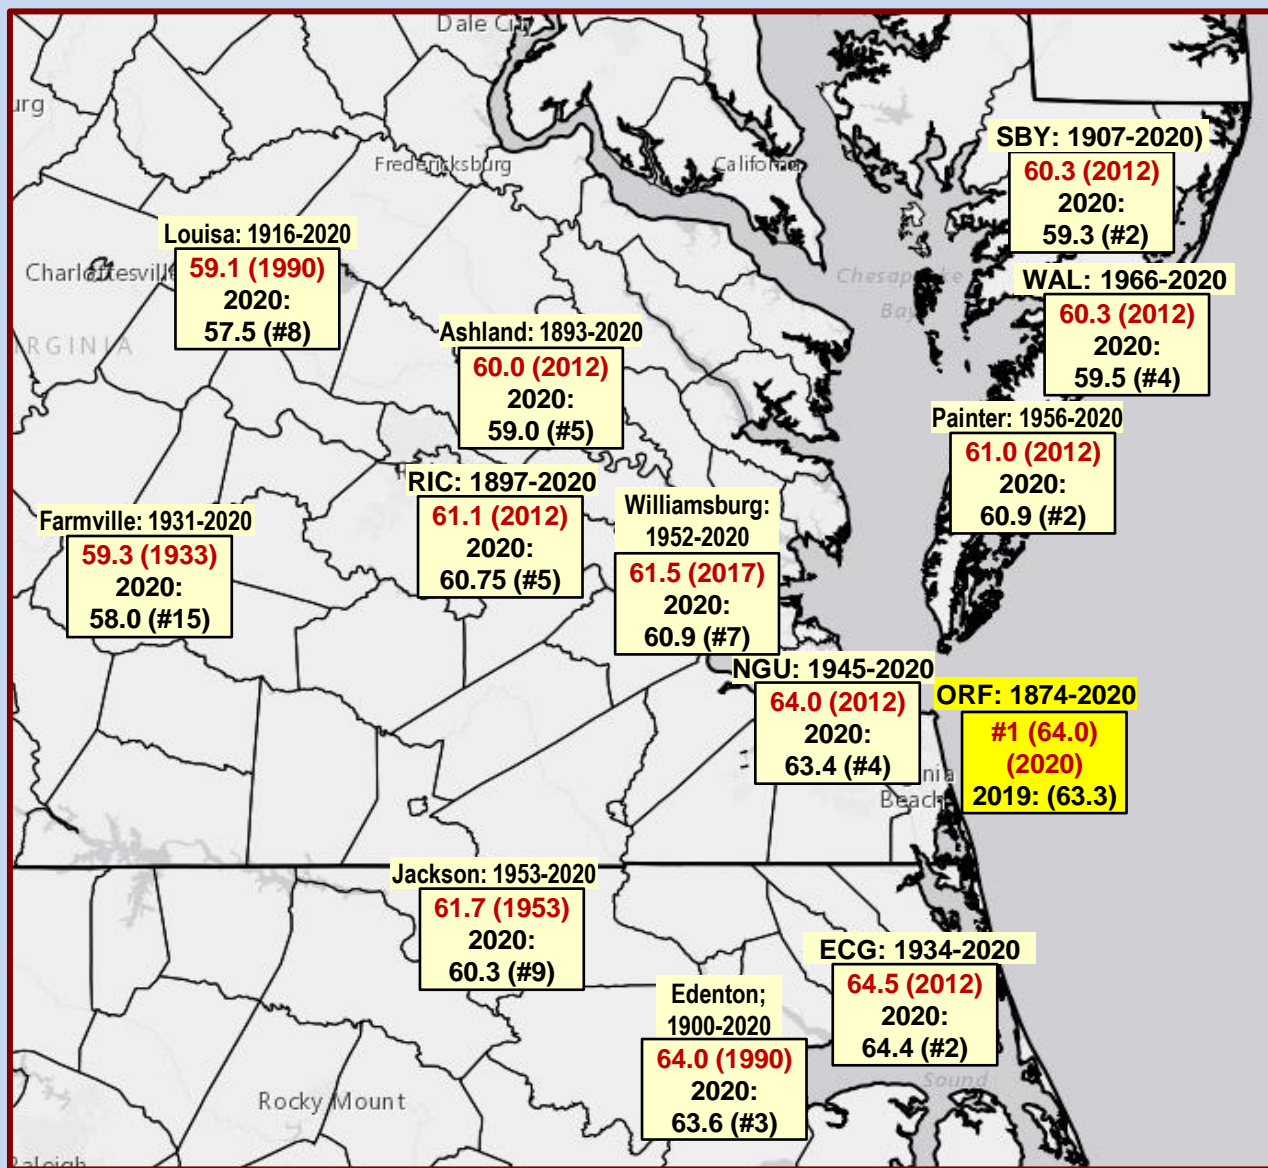 Dale City
urg
SBY: 1907-2020)
60.3 (2012)
2020:
59.3 (#2)
Fredericksburg
California
Louisa: 1916-2020
59.1 (1990)
2020:
57.5 (#8)
Charlottesville
Chesapeake
Bay
WAL: 1966-2020
60.3 (2012)
2020:
59.5 (#4)
IRGINIA
Ashland: 1893-2020
60.0 (2012)
2020:
59.0 (#5)
Painter: 1956-2020
61.0 (2012)
2020:
60.9 (#2)
RIC: 1897-2020
61.1 (2012)
2020:
60.75 (#5)
Williamsburg:
1952-2020
61.5 (2017)
2020:
60.9 (#7)
Farmville: 1931-2020
59.3 (1933)
2020:
58.0 (#15)
NGU: 1945-2020
64.0 (2012)
2020:
63.4 (#4)
ORF: 1874-2020
#1 (64.0)
(2020)
2019: (63.3)
inia
Beach
Jackson: 1953-2020
61.7 (1953)
2020:
60.3 (#9)
ECG: 1934-2020
64.5 (2012)
2020:
64.4 (#2)
Edenton;
1900-2020
64.0 (1990)
2020:
63.6 (#3)
Sound
Rocky Mount
Raleigh